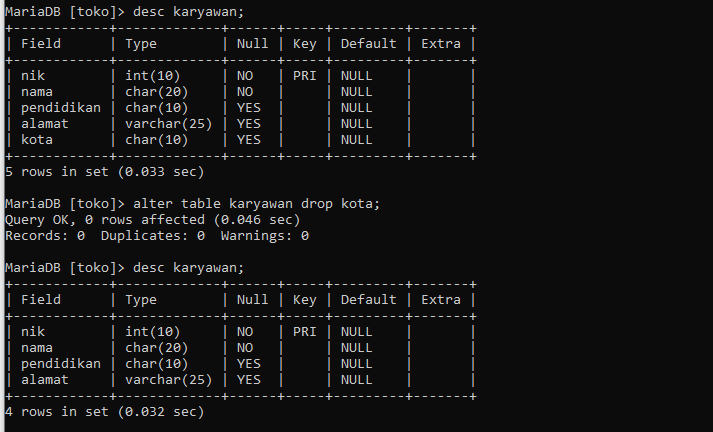 MariaDB [toko]> desc karyawan;
+------------+-------------+------+-----+---------+-------+
| Field      | Type        | Null | Key | Default | Extra |
+------------+-------------+------+-----+---------+-------+
| nik        | int(10)     | NO   | PRI | NULL    |       |
| nama       | char(20)    | NO   |     | NULL    |       |
| pendidikan | char(10)    | YES  |     | NULL    |       |
| alamat     | varchar(25) | YES  |     | NULL    |       |
| kota       | char(10)    | YES  |     | NULL    |       |
+------------+-------------+------+-----+---------+-------+
5 rows in set (0.033 sec)

MariaDB [toko]> alter table karyawan drop kota;
Query OK, 0 rows affected (0.046 sec)
Records: 0  Duplicates: 0  Warnings: 0

MariaDB [toko]> desc karyawan;
+------------+-------------+------+-----+---------+-------+
| Field      | Type        | Null | Key | Default | Extra |
+------------+-------------+------+-----+---------+-------+
| nik        | int(10)     | NO   | PRI | NULL    |       |
| nama       | char(20)    | NO   |     | NULL    |       |
| pendidikan | char(10)    | YES  |     | NULL    |       |
| alamat     | varchar(25) | YES  |     | NULL    |       |
+------------+-------------+------+-----+---------+-------+
4 rows in set (0.032 sec)